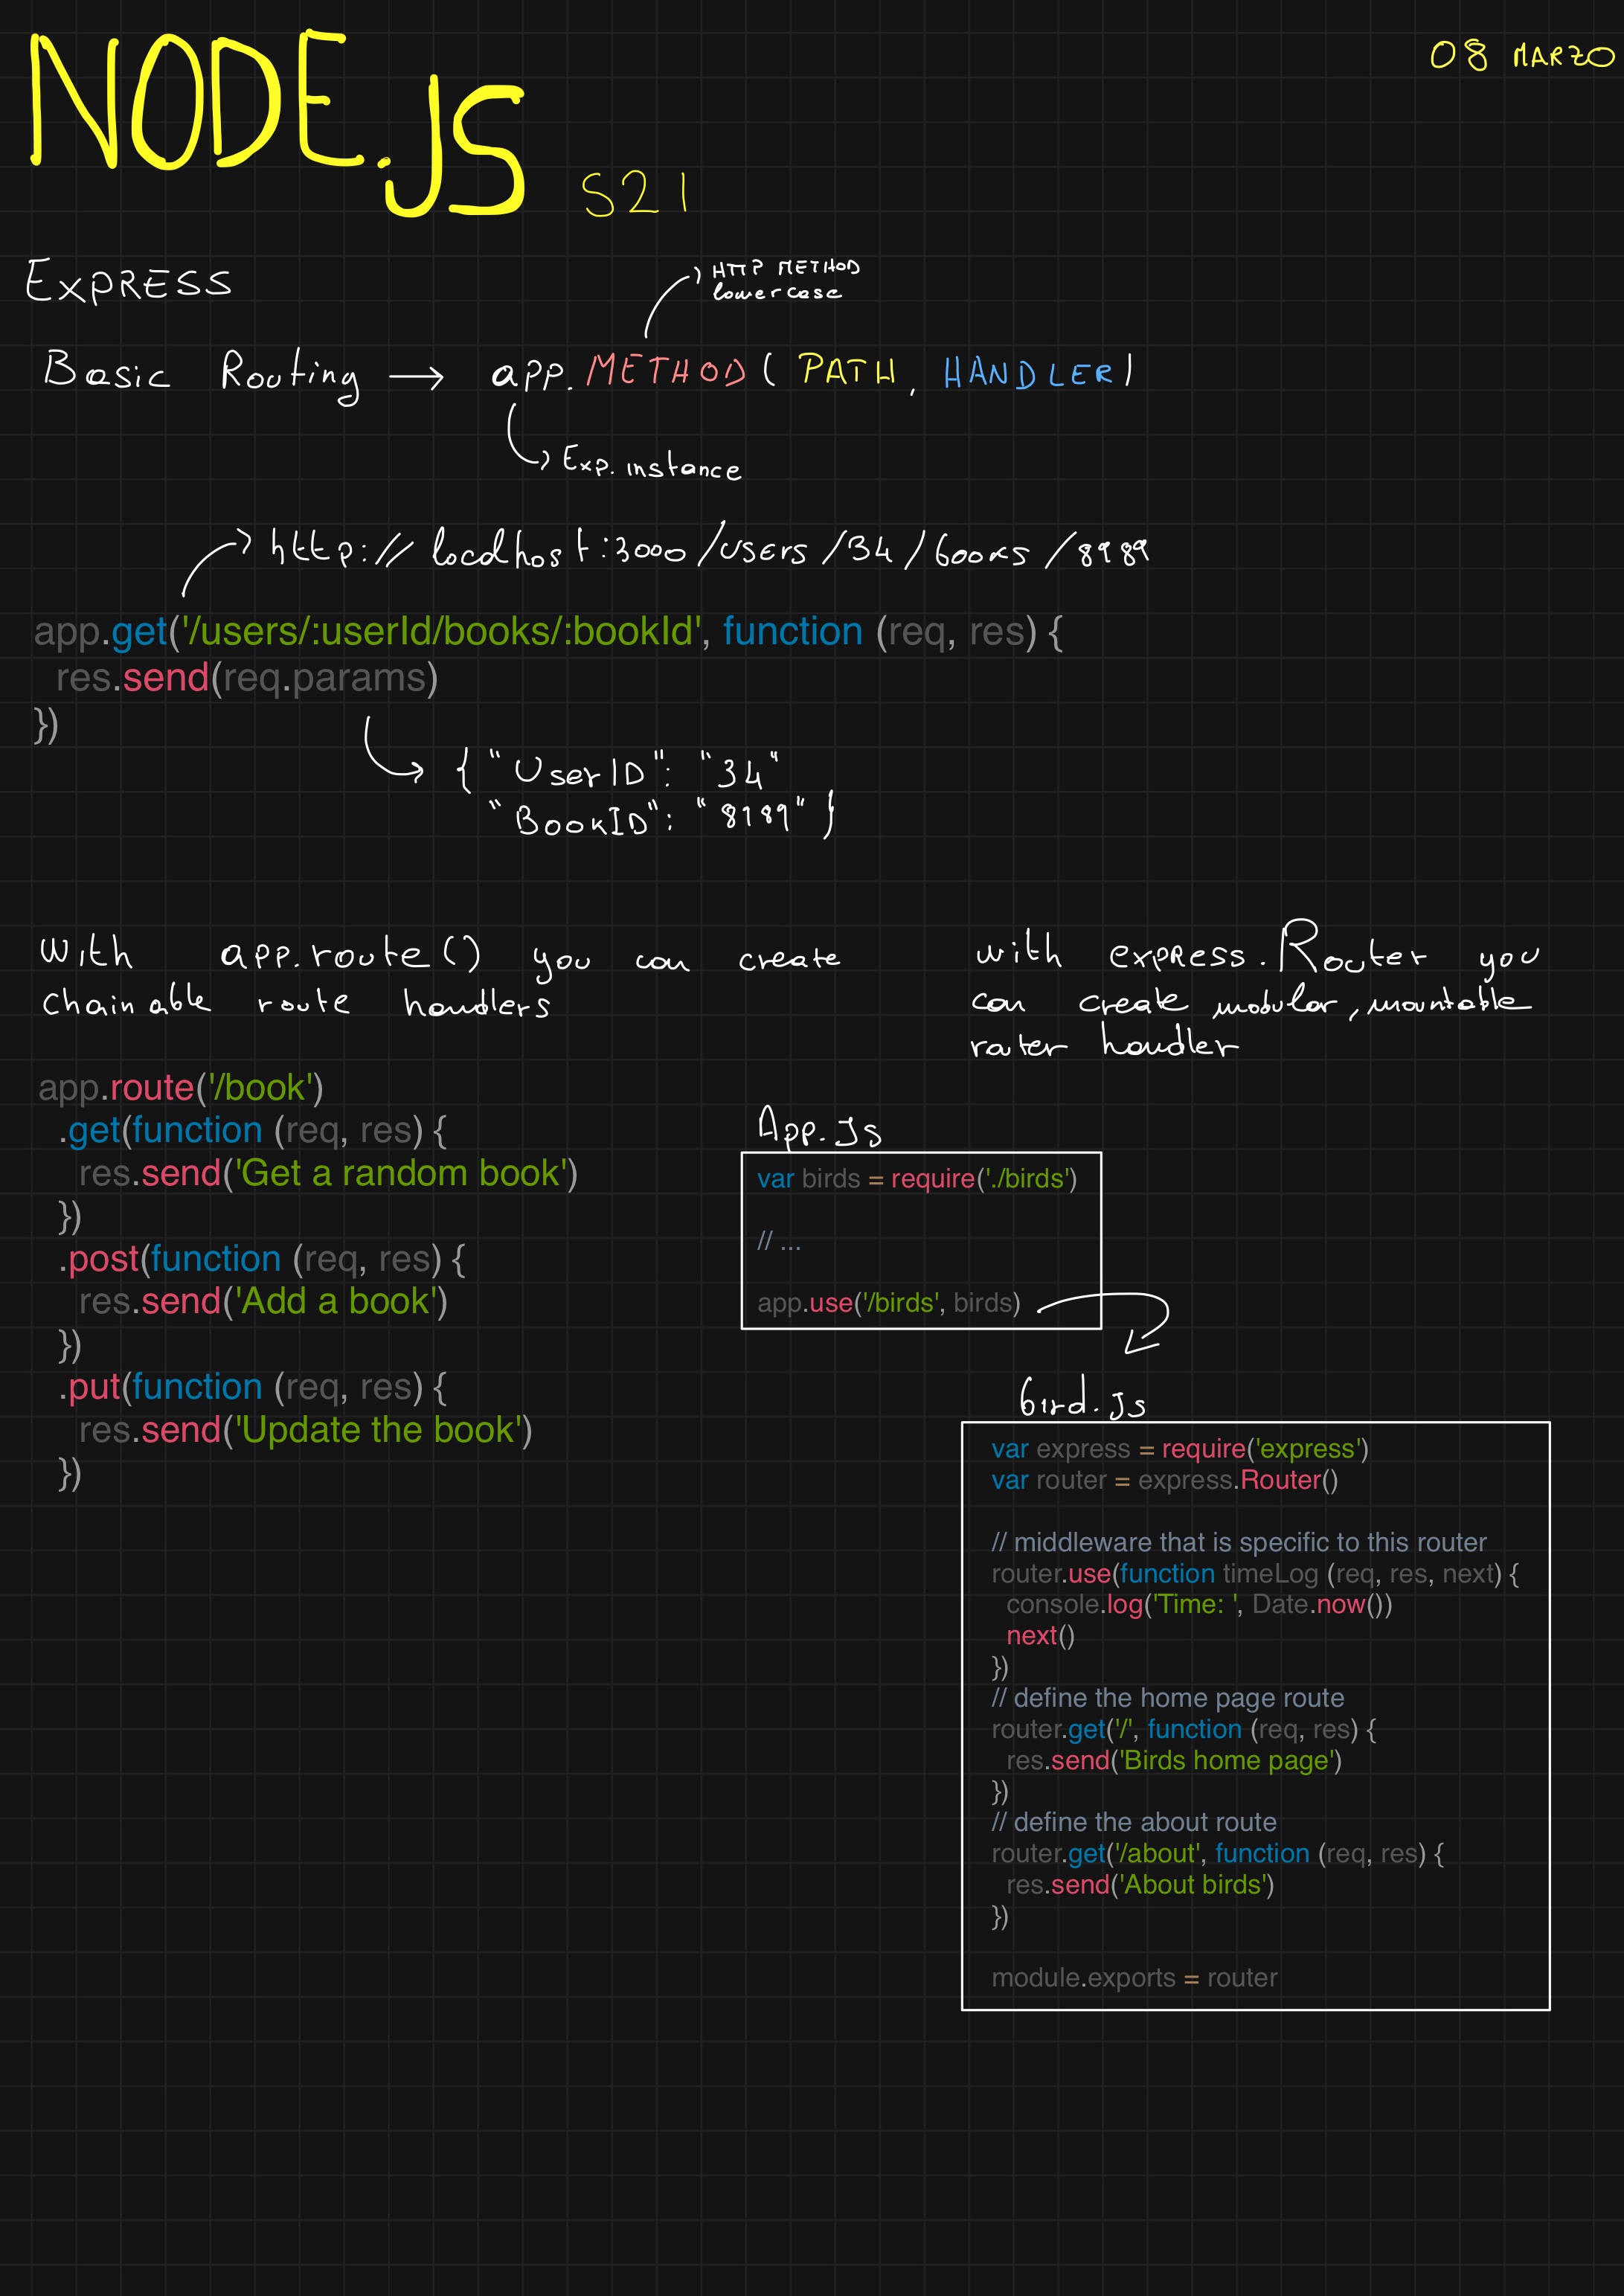 NODE.JS
08 MARZO
S21
EXPRESS
HTTP METHOD
lowercase
Basic Routing → app.METHOD(PATH, HANDLER)
Exp. instance
http://localhost:3000/users/34/books/8989
app.get('/users/:userId/books/:bookId', function (req, res) {
res.send(req.params)
})
{ "UserID": "34"
"BookID": "8989" }
With app.route() you can create
chainable route handlers
app.route('/book')
.get(function (req, res) {
res.send('Get a random book')
})
.post(function (req, res) {
res.send('Add a book')
})
.put(function (req, res) {
res.send('Update the book')
})
with express.Router you
can create modular, mountable
router handler
App.js
var birds = require('./birds')
// ...
app.use('/birds', birds)
bird.js
var express = require('express')
var router = express.Router()
// middleware that is specific to this router
router.use(function timeLog (req, res, next) {
console.log('Time: ', Date.now())
next()
})
// define the home page route
router.get('/', function (req, res) {
res.send('Birds home page')
})
// define the about route
router.get('/about', function (req, res) {
res.send('About birds')
})
module.exports = router